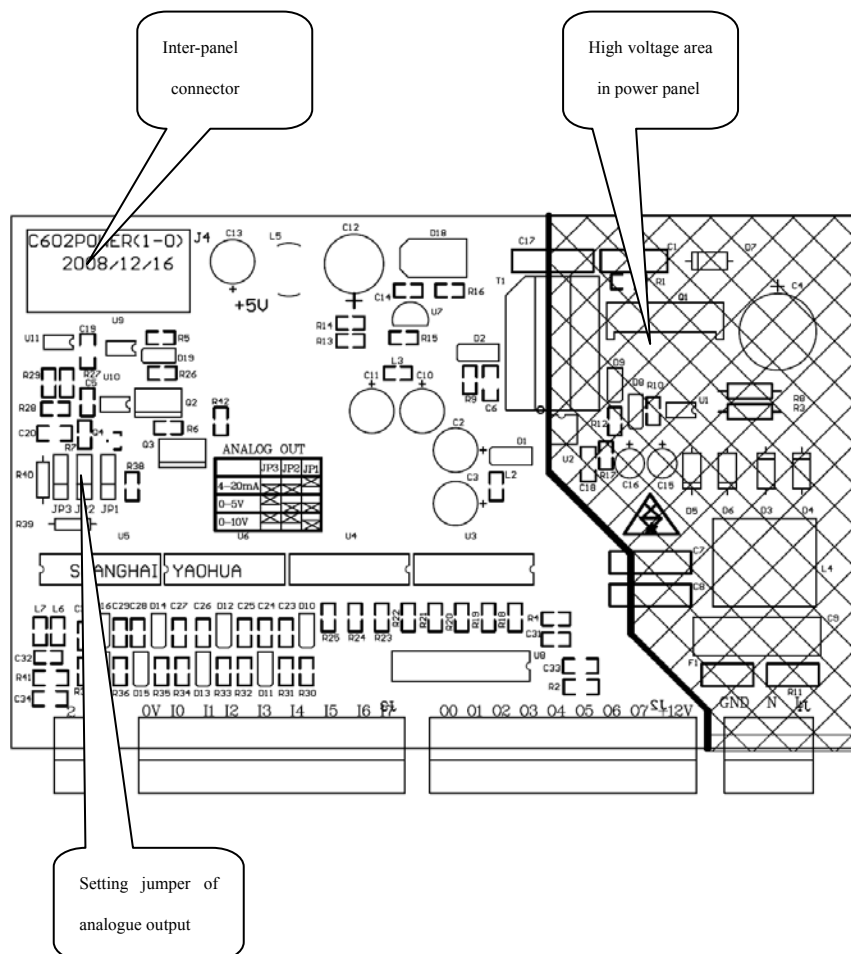 Inter-panel
connector
High voltage area
in power panel
C602POWER(1-0)
2008/12/16
J4
C13
L5
C12
D18
C17
C1
D7
+5V
C14
R16
T1
R1
Q1
C4
U9
U7
R14
R13
R15
U11
C19
R5
D19
D2
R29
R27
U10
R26
L3
C11
C10
R9
C6
D9
D8
R10
U1
R8
R3
R28
C5
Q2
R42
R12
C20
R7
Q4
R6
C2
D1
U2
Q3
ANALOG OUT
JP3 JP2 JP1
4-20mA
0-5V
0-10V
R40
R38
C3
L2
C18
R17
C16
C15
D5 D6 D3 D4
JP3 JP2 JP1
R39
U5
U6
U4
U3
SHANGHAI YAOHUA
C7
C8
L4
L7 L6
C29 C28 D14 C27 C26 D12 C25 C24 C23 D10
R25 R24 R23 R22 R21 R20 R19 R18
R4
C31
C9
C32
R41
C34
R36 D15 R35 R34 D13 R33 R32 D11 R31 R30
U8
C33
R2
F1
R11
J3
J2
J1
0V I0 I1 I2 I3 I4 I5 I6 I7
O0 O1 O2 O3 O4 O5 O6 O7 +12V
GND N L
Setting jumper of
analogue output